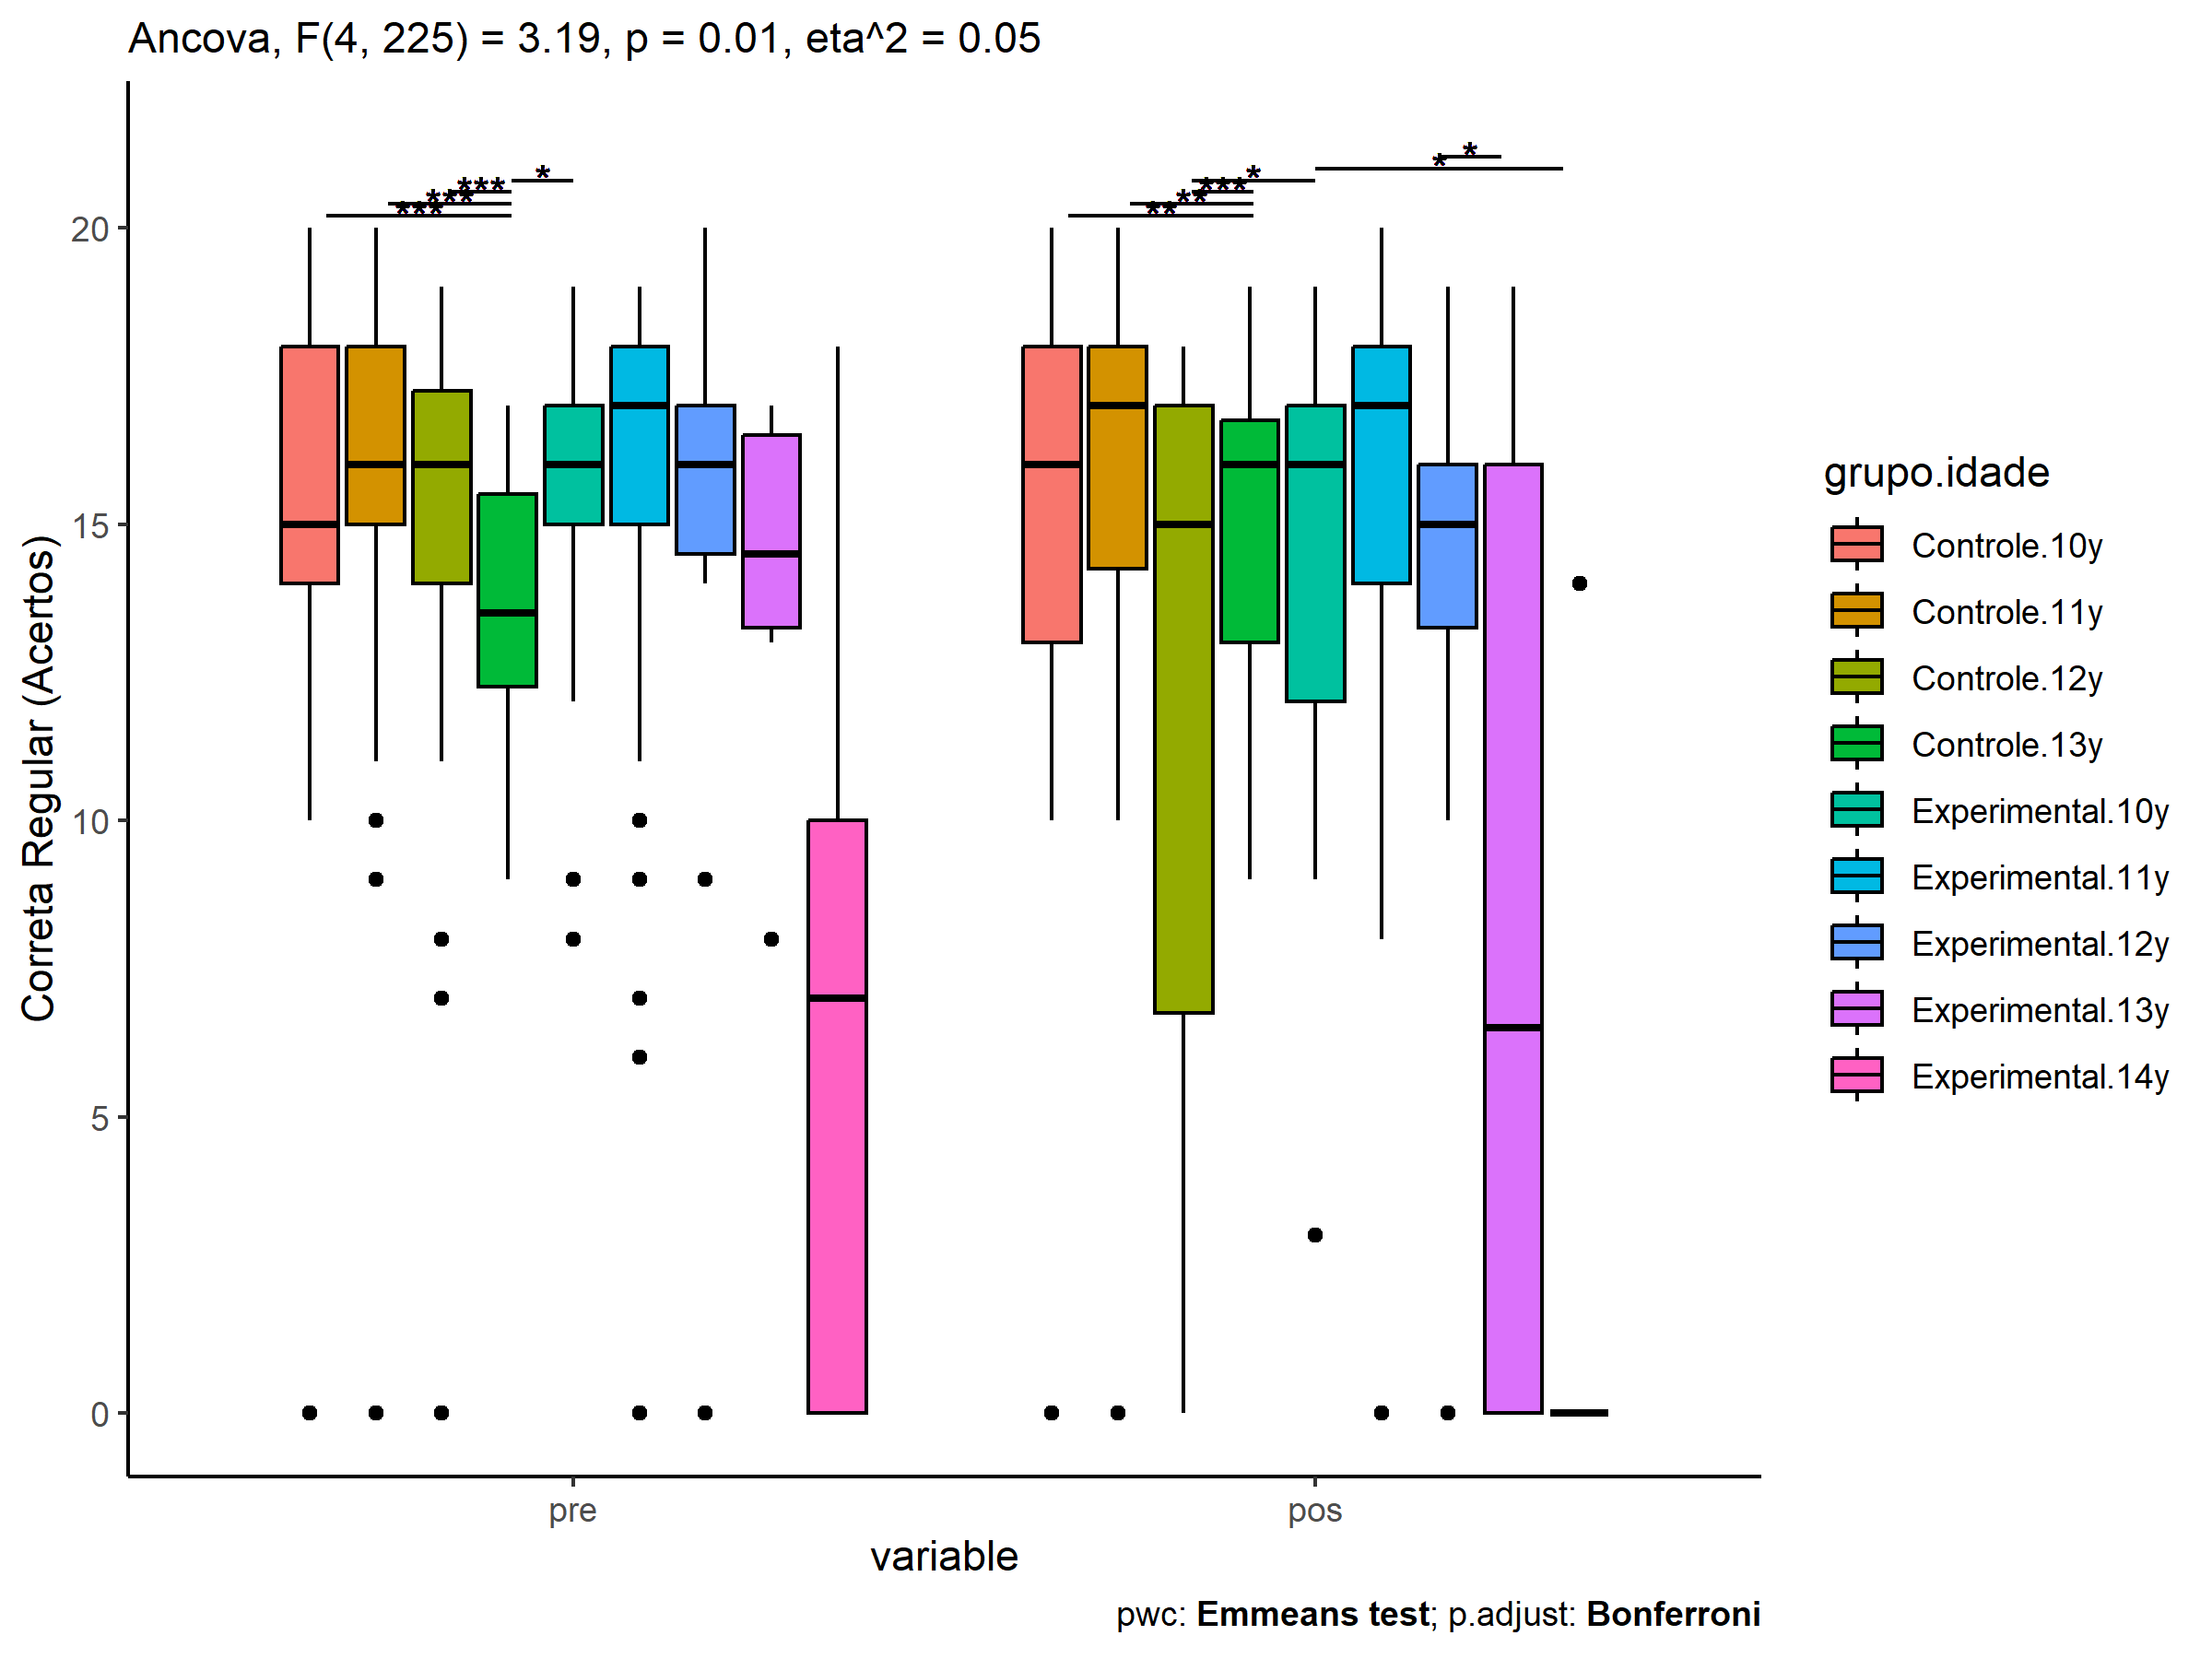 Ancova, F(4, 225) = 3.19, p = 0.01, eta^2 = 0.05
Correta Regular (Acertos)
20
15
10
5
0
***
***
***
*
**
**
***
*
*
*
pre
pos
variable
grupo.idade
Controle.10y
Controle.11y
Controle.12y
Controle.13y
Experimental.10y
Experimental.11y
Experimental.12y
Experimental.13y
Experimental.14y
pwc: Emmeans test; p.adjust: Bonferroni